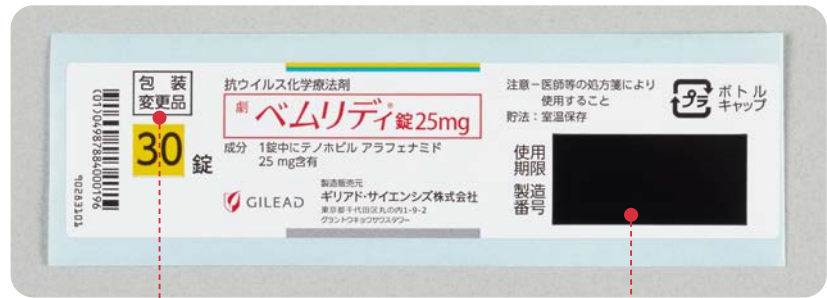 (01)04987884000196
90263101
包装
変更品
30錠
抗ウイルス化学療法剤
劇 ベムリディ®錠25mg
成分 1錠中にテノホビル アラフェナミド
25 mg含有
GILEAD
製造販売元
ギリアド・サイエンシズ株式会社
東京都千代田区丸の内1-9-2
グラントウキョウサウスタワー
注意－医師等の処方箋により
使用すること
貯法：室温保存
プラ
ボトル
キャップ
使用
期限
製造
番号